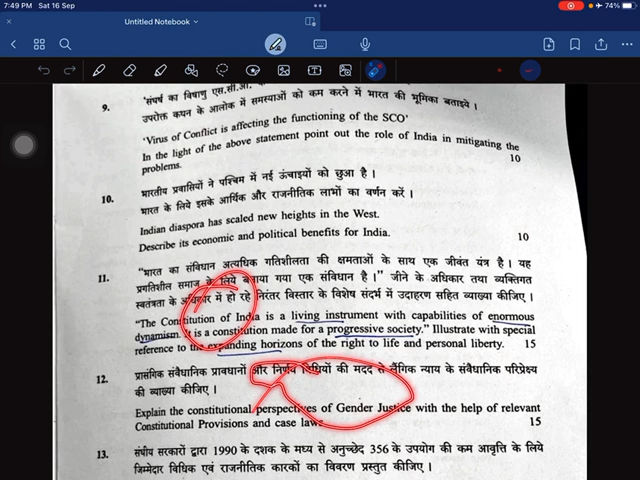 7:49 PM Sat 16 Sep
74%
Untitled Notebook
9. 'संघर्ष का विषाणु एस.सी.ओ.
उपरोक्त कथन के आलोक में समस्याओं को कम करने में भारत की भूमिका बताइये ।
'Virus of Conflict is affecting the functioning of the SCO'
In the light of the above statement point out the role of India in mitigating the
problems. 10
10. भारतीय प्रवासियों ने पश्चिम में नई ऊंचाइयों को छुआ है ।
भारत के लिये इसके आर्थिक और राजनीतिक लाभों का वर्णन करें ।
Indian diaspora has scaled new heights in the West.
Describe its economic and political benefits for India. 10
11. "भारत का संविधान अत्यधिक गतिशीलता की क्षमताओं के साथ एक जीवंत यंत्र है । यह
प्रगतिशील समाज के लिये बनाया गया एक संविधान है ।" जीने के अधिकार तथा व्यक्तिगत
स्वतंत्रता के अधिकार में हो रहे निरंतर विस्तार के विशेष संदर्भ में उदाहरण सहित व्याख्या कीजिए ।
"The Constitution of India is a living instrument with capabilities of enormous
dynamism. It is a constitution made for a progressive society." Illustrate with special
reference to the expanding horizons of the right to life and personal liberty. 15
12. प्रासंगिक संवैधानिक प्रावधानों और निर्णय विधियों की मदद से लैंगिक न्याय के संवैधानिक परिप्रेक्ष्य
की व्याख्या कीजिए ।
Explain the constitutional perspectives of Gender Justice with the help of relevant
Constitutional Provisions and case laws. 15
13. संघीय सरकारों द्वारा 1990 के दशक के मध्य से अनुच्छेद 356 के उपयोग की कम आवृत्ति के लिये
जिम्मेदार विधिक एवं राजनीतिक कारकों का विवरण प्रस्तुत कीजिए ।